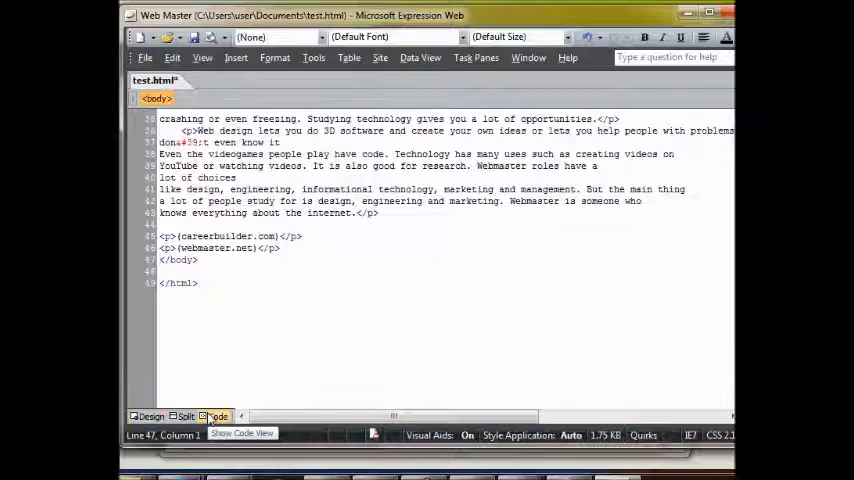 Web Master (C:\Users\user\Documents\test.html) - Microsoft Expression Web
(None) (Default Font) (Default Size) B I U A
File Edit View Insert Format Tools Table Site Data View Task Panes Window Help Type a question for help
test.html*
<body>
35 crashing or even freezing. Studying technology gives you a lot of opportunities.</p>
36 <p>Web design lets you do 3D software and create your own ideas or lets you help people with problems
37 don&#39;t even know it
38 Even the videogames people play have code. Technology has many uses such as creating videos on
39 YouTube or watching videos. It is also good for research. Webmaster roles have a
40 lot of choices
41 like design, engineering, informational technology, marketing and management. But the main thing
42 a lot of people study for is design, engineering and marketing. Webmaster is someone who
43 knows everything about the internet.</p>
44
45 <p>(careerbuilder.com)</p>
46 <p>(webmaster.net)</p>
47 </body>
48
49 </html>
Design Split Code
Show Code View
Line 47, Column 1 Visual Aids: On Style Application: Auto 1.75 KB Quirks IE7 CSS 2.1